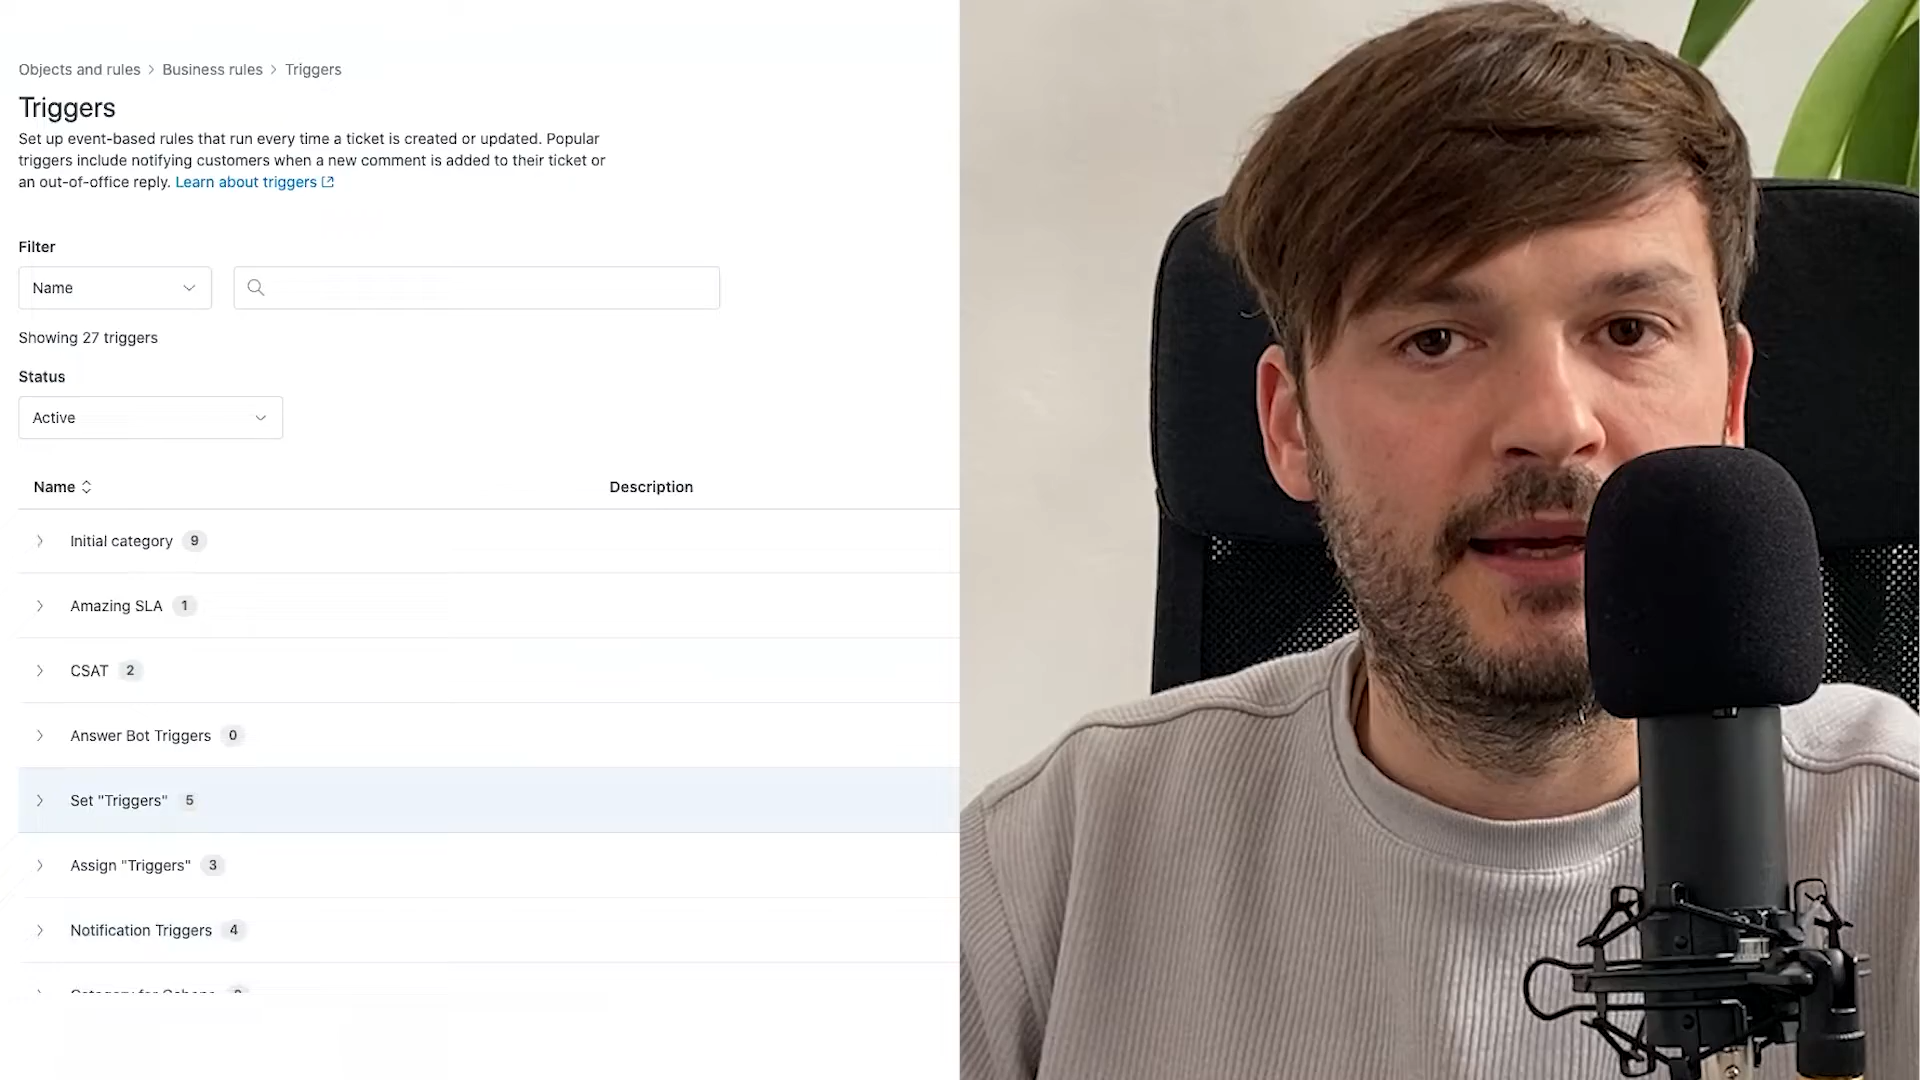 Objects and rules > Business rules > Triggers
Triggers
Set up event-based rules that run every time a ticket is created or updated. Popular
triggers include notifying customers when a new comment is added to their ticket or
an out-of-office reply. Learn about triggers
Filter
Name
Showing 27 triggers
Status
Active
Name Description
Initial category 9
Amazing SLA 1
CSAT 2
Answer Bot Triggers 0
Set "Triggers" 5
Assign "Triggers" 3
Notification Triggers 4
Category for